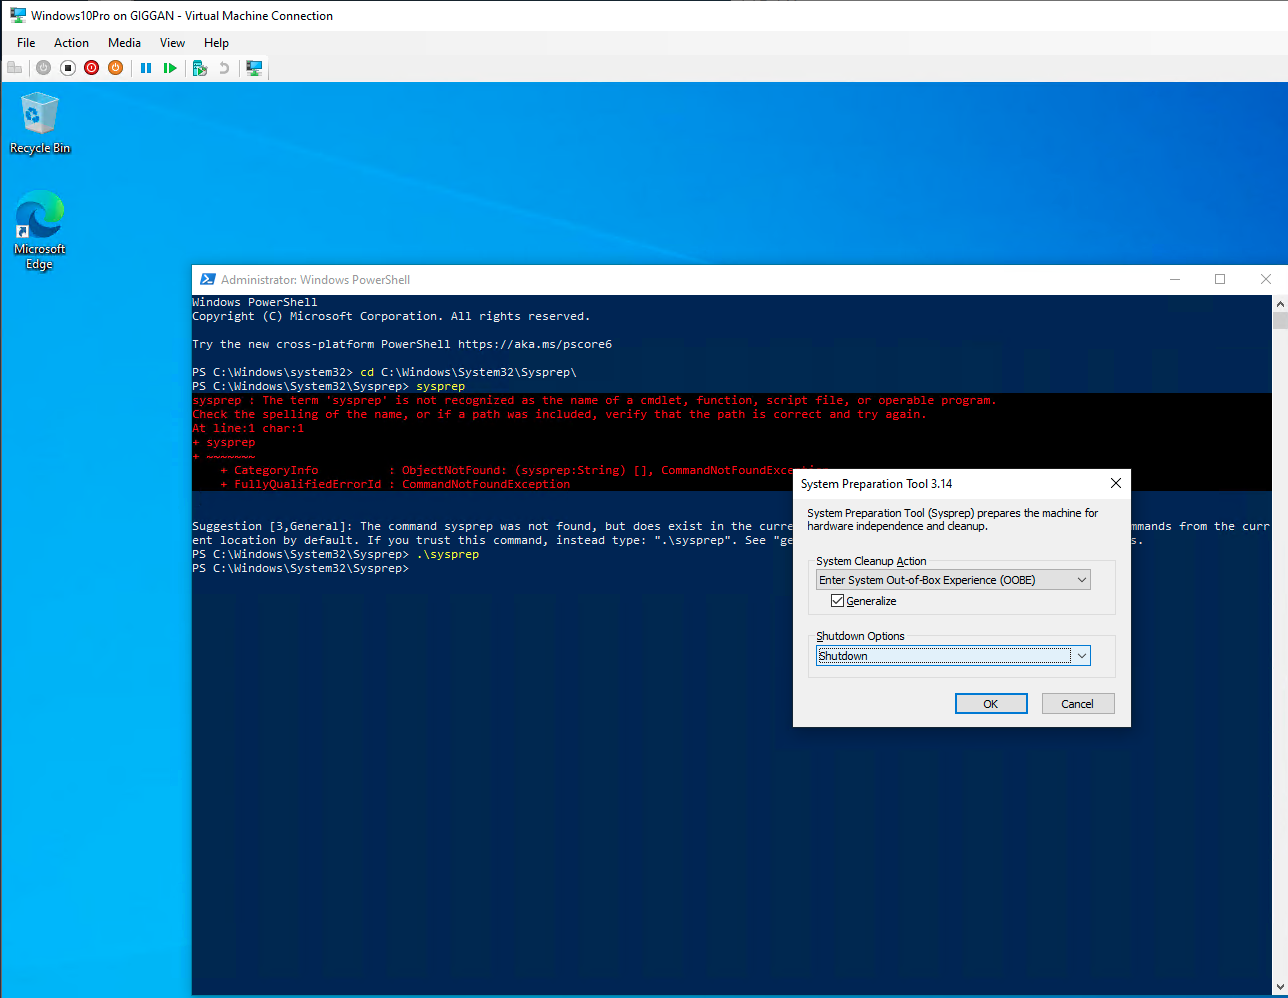 Windows10Pro on GIGGAN - Virtual Machine Connection
File Action Media View Help
Recycle Bin
Microsoft
Edge
Administrator: Windows PowerShell
Windows PowerShell
Copyright (C) Microsoft Corporation. All rights reserved.
Try the new cross-platform PowerShell https://aka.ms/pscore6
PS C:\Windows\system32> cd C:\Windows\System32\Sysprep\
PS C:\Windows\System32\Sysprep> sysprep
sysprep : The term 'sysprep' is not recognized as the name of a cmdlet, function, script file, or operable program.
Check the spelling of the name, or if a path was included, verify that the path is correct and try again.
At line:1 char:1
+ sysprep
+ ~~~~~~~
+ CategoryInfo : ObjectNotFound: (sysprep:String) [], CommandNotFoundException
+ FullyQualifiedErrorId : CommandNotFoundException
Suggestion [3,General]: The command sysprep was not found, but does exist in the curre mmands from the curr
ent location by default. If you trust this command, instead type: ".\sysprep". See "ge s.
PS C:\Windows\System32\Sysprep> .\sysprep
PS C:\Windows\System32\Sysprep>
System Preparation Tool 3.14
System Preparation Tool (Sysprep) prepares the machine for
hardware independence and cleanup.
System Cleanup Action
Enter System Out-of-Box Experience (OOBE)
Generalize
Shutdown Options
Shutdown
OK Cancel